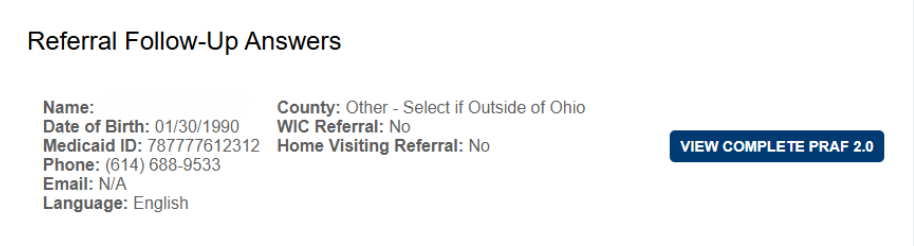 Referral Follow-Up Answers
Name:
Date of Birth: 01/30/1990
Medicaid ID: 787777612312
Phone: (614) 688-9533
Email: N/A
Language: English
County: Other - Select if Outside of Ohio
WIC Referral: No
Home Visiting Referral: No
VIEW COMPLETE PRAF 2.0